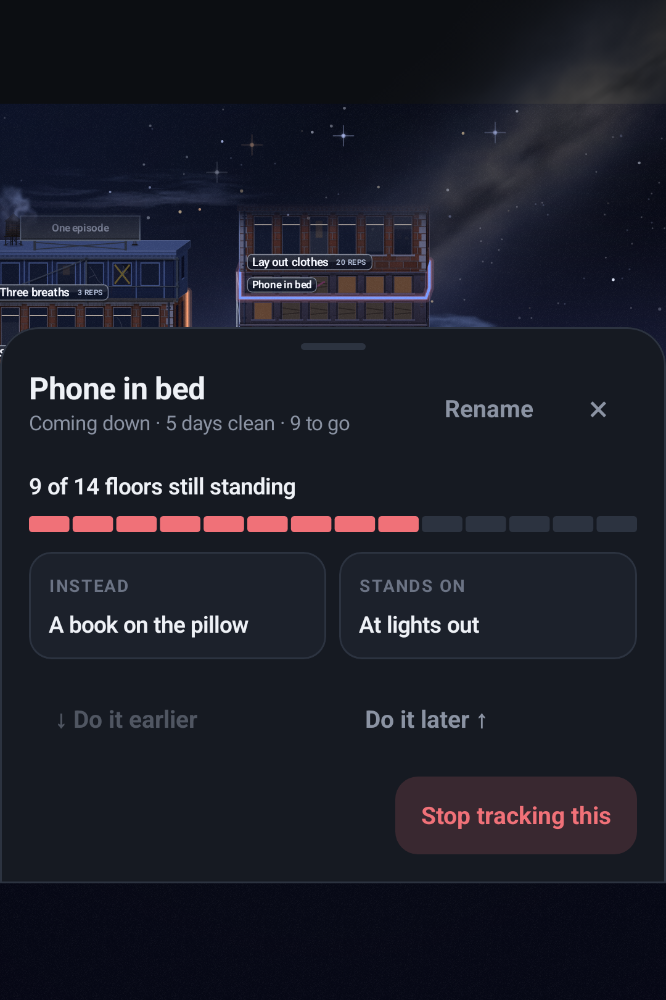 One episode
Lay out clothes 20 REPS
Phone in bed
Three breaths 3 REPS
Phone in bed
Rename ✕
Coming down · 5 days clean · 9 to go
9 of 14 floors still standing
INSTEAD
A book on the pillow
STANDS ON
At lights out
↓ Do it earlier
Do it later ↑
Stop tracking this